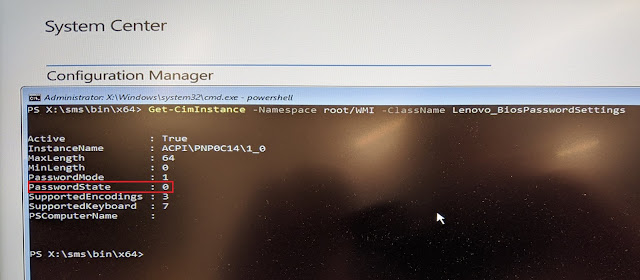 System Center
Configuration Manager
Administrator: X:\Windows\system32\cmd.exe - powershell
PS X:\sms\bin\x64> Get-CimInstance -Namespace root/WMI -ClassName Lenovo_BiosPasswordSettings
Active : True
InstanceName : ACPI\PNP0C14\1_0
MaxLength : 64
MinLength : 0
PasswordMode : 1
PasswordState : 0
SupportedEncodings : 3
SupportedKeyboard : 7
PSComputerName :
PS X:\sms\bin\x64>